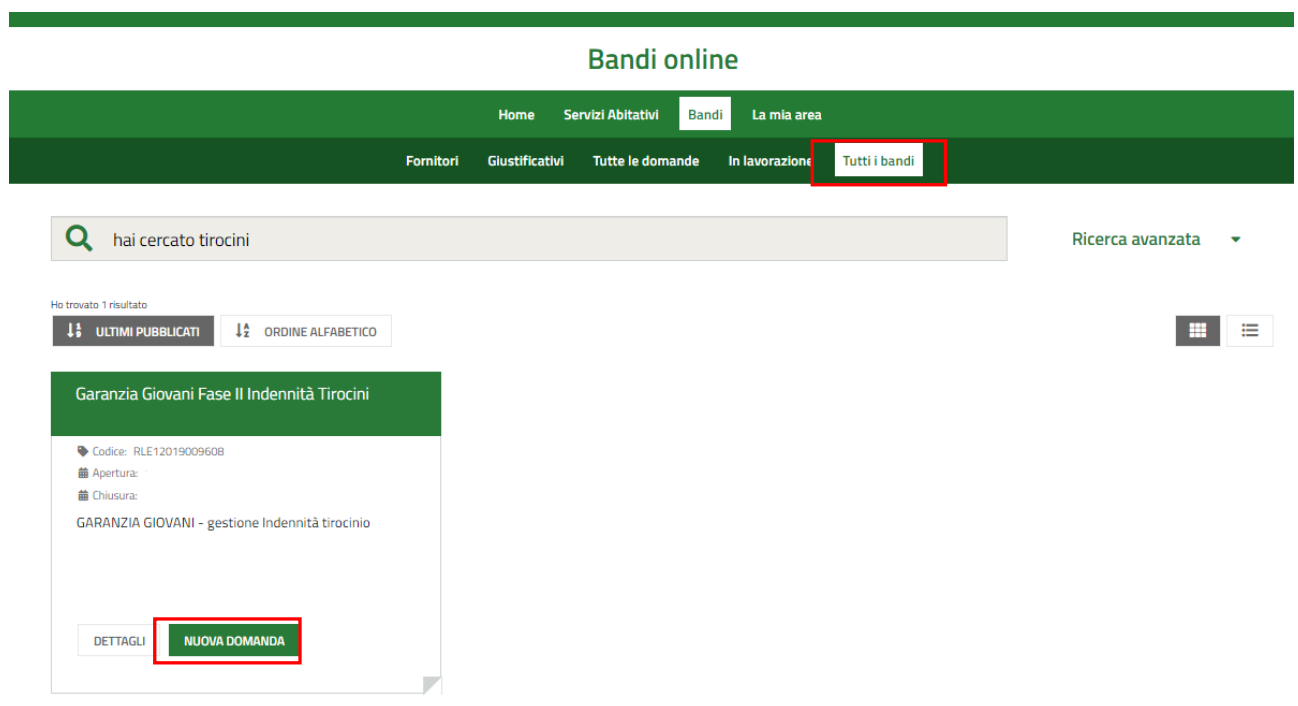 Bandi online
Home Servizi Abitativi Bandi La mia area
Fornitori Giustificativi Tutte le domande In lavorazione Tutti i bandi
hai cercato tirocini Ricerca avanzata
Ho trovato 1 risultato
ULTIMI PUBBLICATI ORDINE ALFABETICO
Garanzia Giovani Fase II Indennità Tirocini
Codice: RLE12019009608
Apertura:
Chiusura:
GARANZIA GIOVANI - gestione Indennità tirocinio
DETTAGLI NUOVA DOMANDA